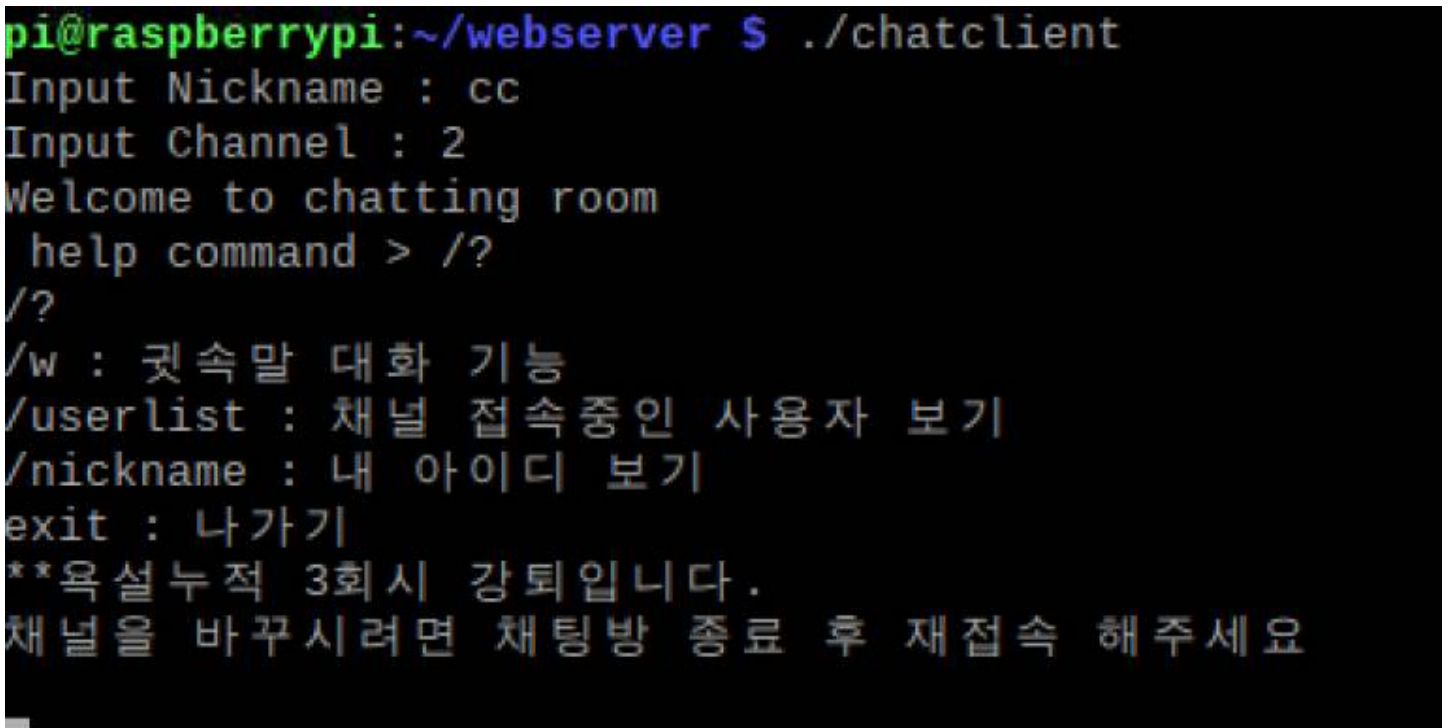 pi@raspberrypi:~/webserver $ ./chatclient
Input Nickname : cc
Input Channel : 2
Welcome to chatting room
 help command > /?
/?
/w : 귓속말 대화 기능
/userlist : 채널 접속중인 사용자 보기
/nickname : 내 아이디 보기
exit : 나가기
**욕설누적 3회시 강퇴입니다.
채널을 바꾸시려면 채팅방 종료 후 재접속 해주세요